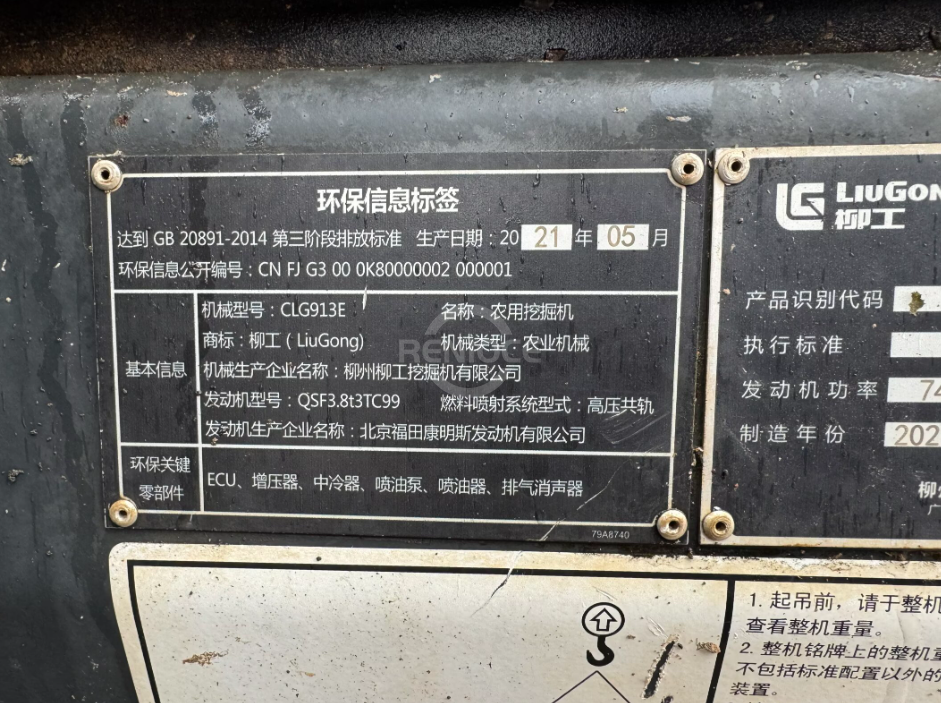 环保信息标签
达到 GB 20891-2014 第三阶段排放标准 生产日期：20 21 年 05 月
环保信息公开编号：CN FJ G3 00 0K80000002 000001
基本信息
机械型号：CLG913E 名称：农用挖掘机
商标：柳工（LiuGong） 机械类型：农业机械
机械生产企业名称：柳州柳工挖掘机有限公司
发动机型号：QSF3.8t3TC99 燃料喷射系统型式：高压共轨
发动机生产企业名称：北京福田康明斯发动机有限公司
环保关键
零部件
ECU、增压器、中冷器、喷油泵、喷油器、排气消声器
79A8740
LIUGON
柳工
产品识别代码
执行标准
发动机功率 74
制造年份 202
柳
广
1. 起吊前，请于整机
查看整机重量。
2. 整机铭牌上的整机重
不包括标准配置以外的
装置。